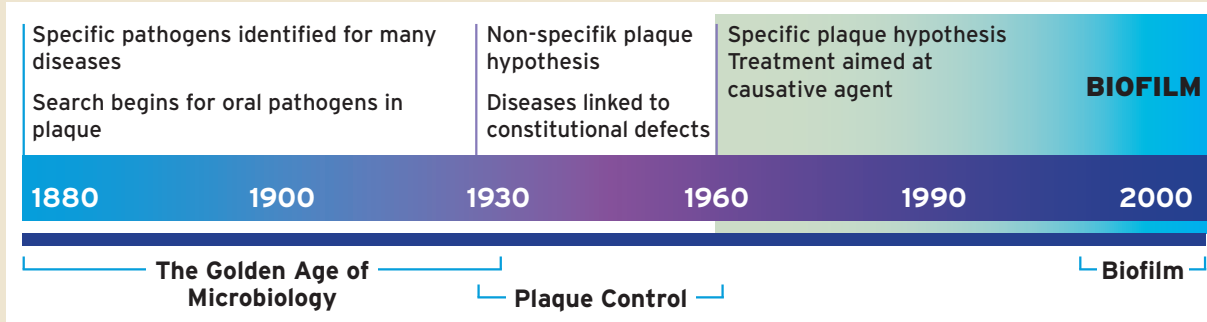 Specific pathogens identified for many
diseases
Search begins for oral pathogens in
plaque
Non-specifik plaque
hypothesis
Diseases linked to
constitutional defects
Specific plaque hypothesis
Treatment aimed at
causative agent
BIOFILM
1880 1900 1930 1960 1990 2000
The Golden Age of
Microbiology
Plaque Control
Biofilm